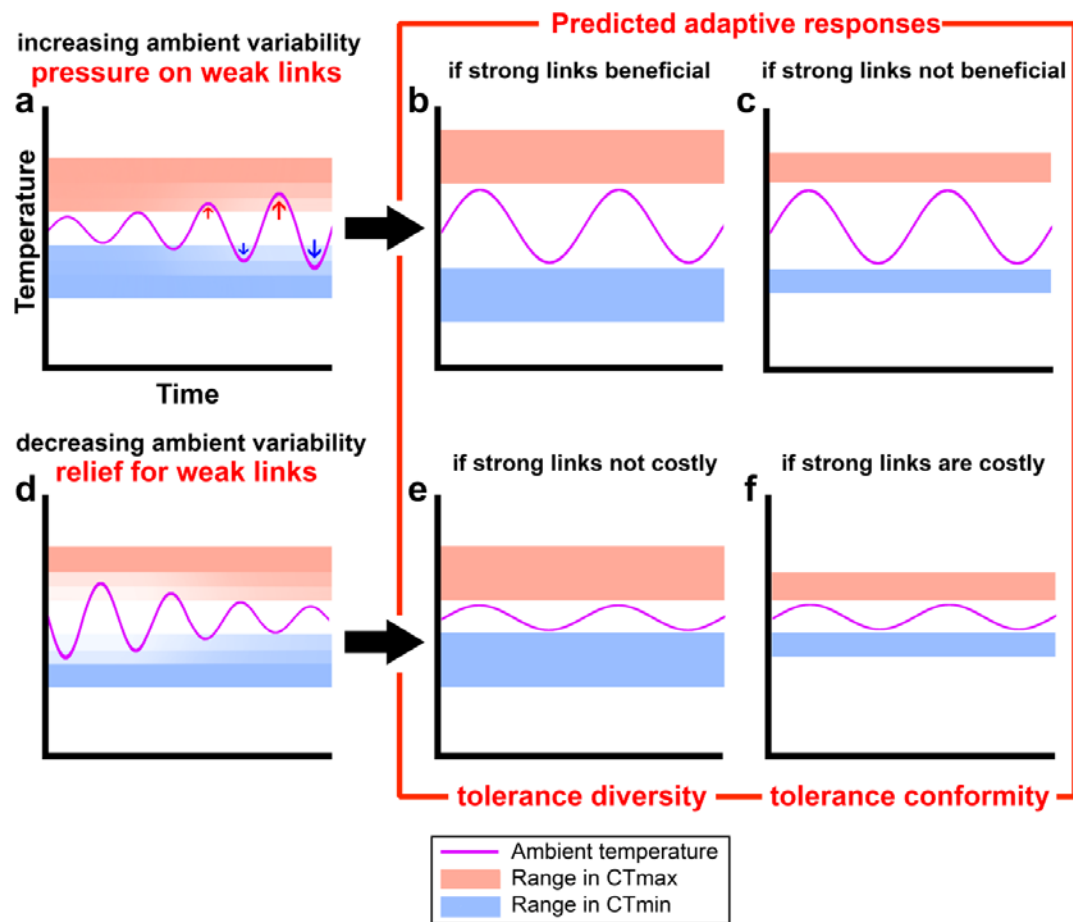 Predicted adaptive responses
increasing ambient variability
pressure on weak links
if strong links beneficial
if strong links not beneficial
a
b
c
Temperature
Time
decreasing ambient variability
relief for weak links
if strong links not costly
if strong links are costly
d
e
f
tolerance diversity
tolerance conformity
Ambient temperature
Range in CTmax
Range in CTmin